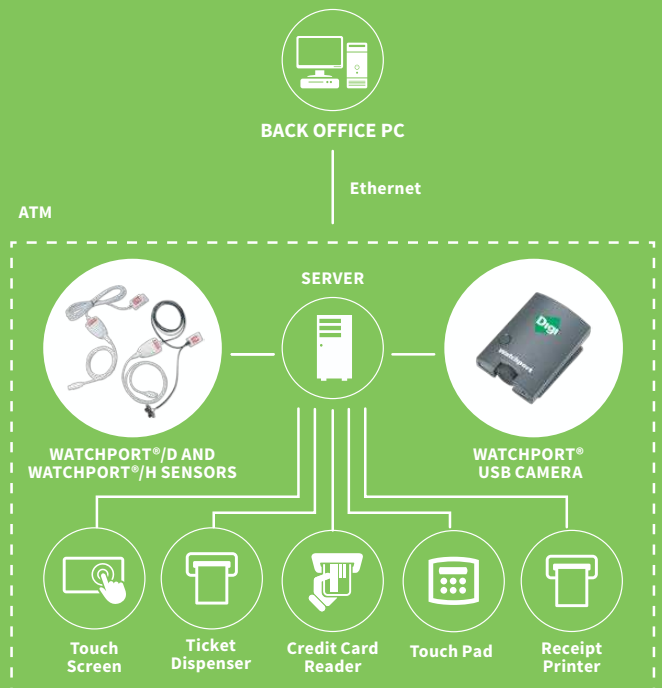 BACK OFFICE PC
Ethernet
ATM
SERVER
Digi
Watchport
WATCHPORT®/D AND
WATCHPORT®/H SENSORS
WATCHPORT®
USB CAMERA
Touch
Screen
Ticket
Dispenser
Credit Card
Reader
Touch Pad
Receipt
Printer